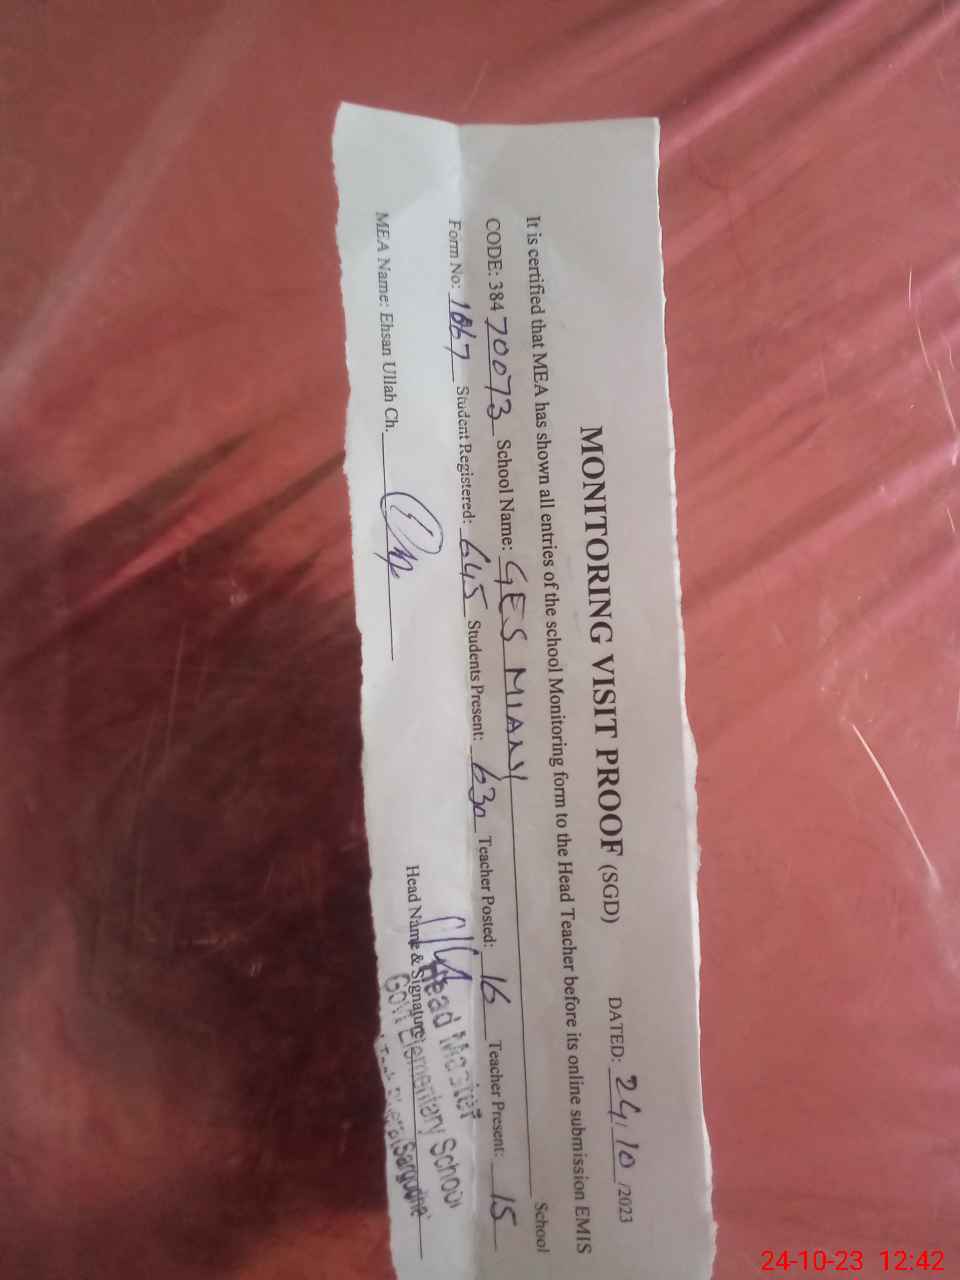 MONITORING VISIT PROOF (SGD) DATED: 24/10/2023
It is certified that MEA has shown all entries of the school Monitoring form to the Head Teacher before its online submission EMIS
CODE: 38470073 School Name: GES MIANY School
Form No: 1067 Student Registered: 645 Students Present: 630 Teacher Posted: 16 Teacher Present: 15
MEA Name: Ehsan Ullah Ch. Head Name & Signature
Head Master
Govt Elementary School
Sargodha
24-10-23 12:42